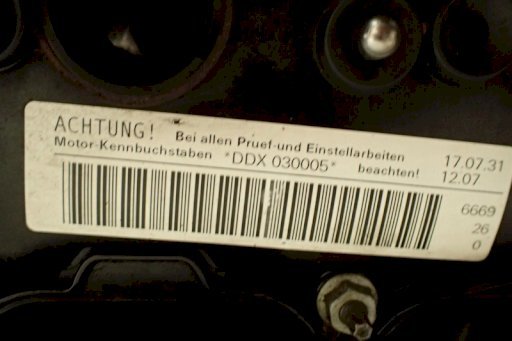 ACHTUNG! Bei allen Pruef-und Einstellarbeiten 17.07.31
Motor-Kennbuchstaben *DDX 030005* beachten! 12.07
6669
26
0